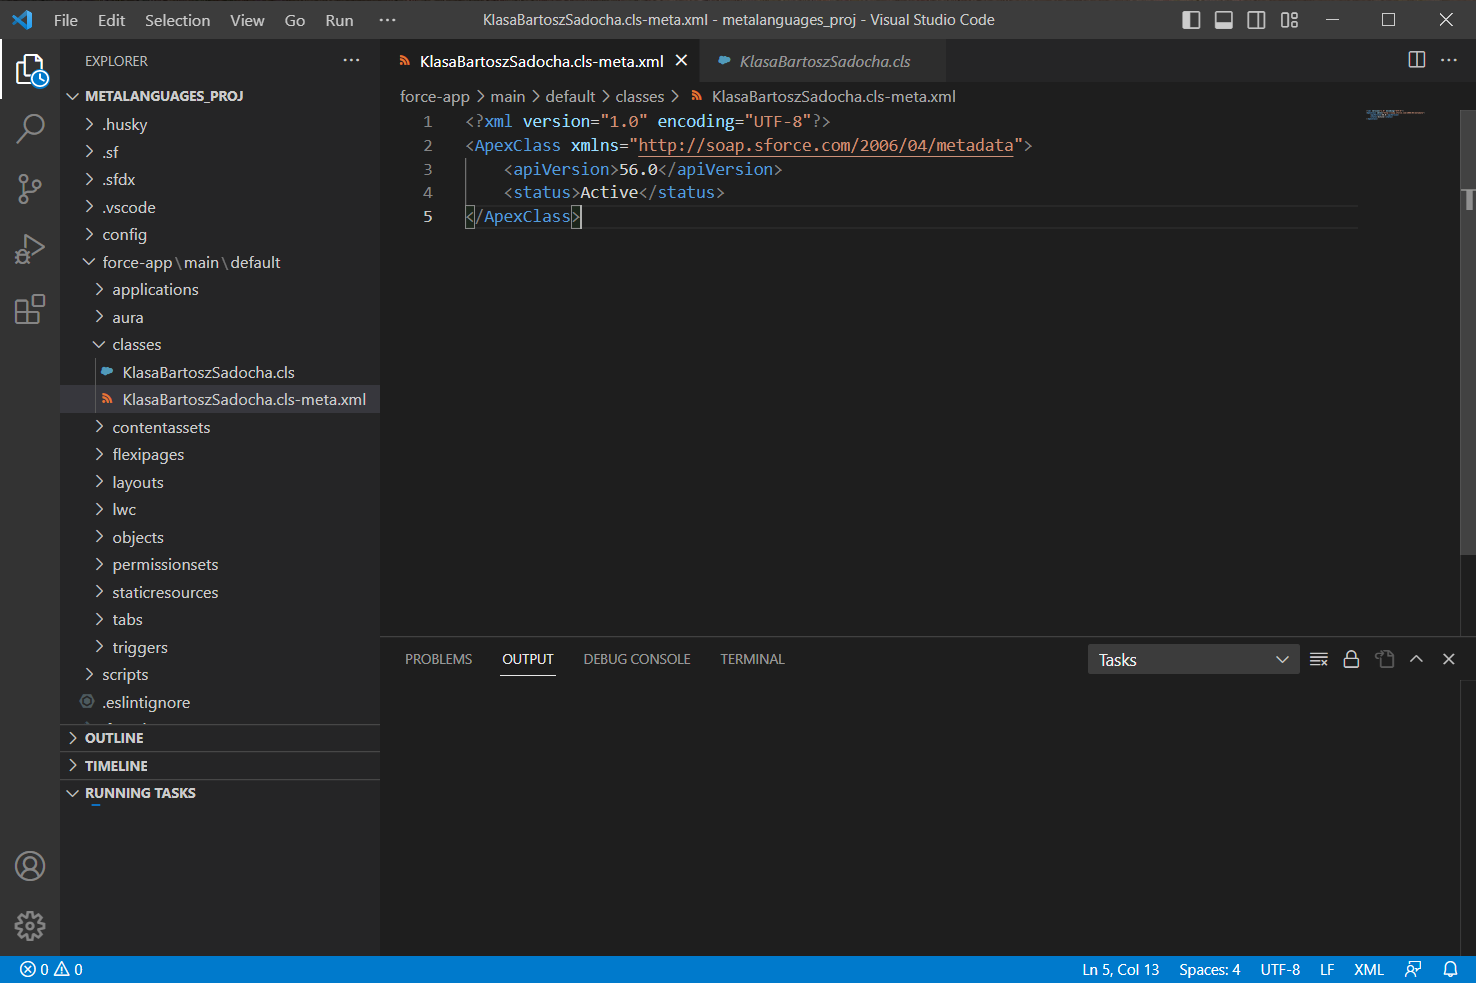 File Edit Selection View Go Run ··· KlasaBartoszSadocha.cls-meta.xml - metalanguages_proj - Visual Studio Code
EXPLORER ···
KlasaBartoszSadocha.cls-meta.xml KlasaBartoszSadocha.cls
METALANGUAGES_PROJ
.husky
.sf
.sfdx
.vscode
config
force-app\main\default
applications
aura
classes
KlasaBartoszSadocha.cls
KlasaBartoszSadocha.cls-meta.xml
contentassets
flexipages
layouts
lwc
objects
permissionsets
staticresources
tabs
triggers
scripts
.eslintignore
OUTLINE
TIMELINE
RUNNING TASKS
force-app > main > default > classes > KlasaBartoszSadocha.cls-meta.xml
1 <?xml version="1.0" encoding="UTF-8"?>
2 <ApexClass xmlns="http://soap.sforce.com/2006/04/metadata">
3 <apiVersion>56.0</apiVersion>
4 <status>Active</status>
5 </ApexClass>
PROBLEMS OUTPUT DEBUG CONSOLE TERMINAL Tasks
0 0 Ln 5, Col 13 Spaces: 4 UTF-8 LF XML